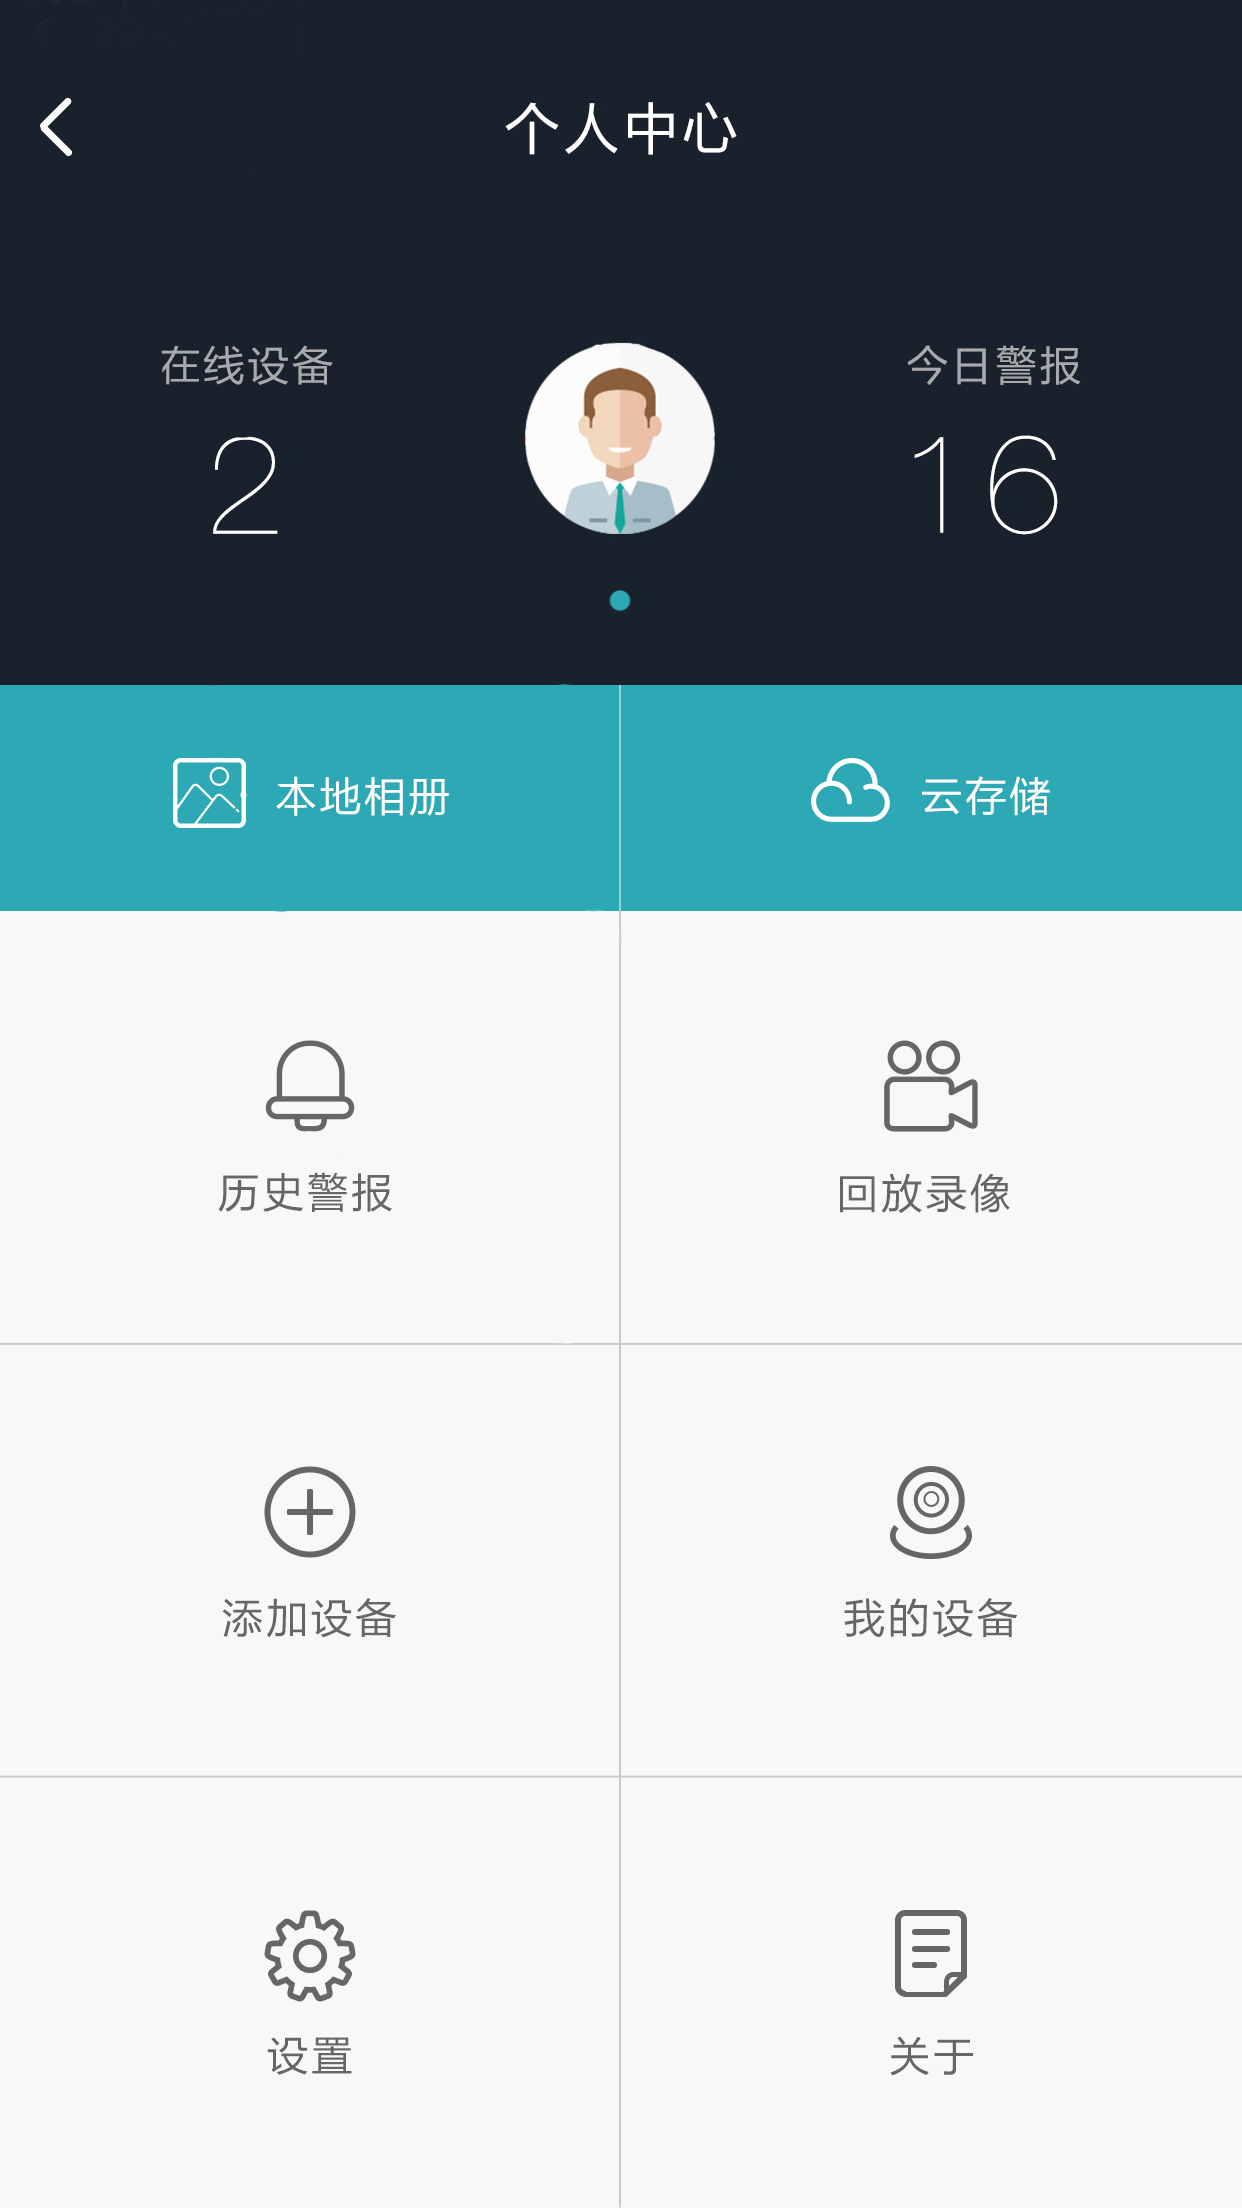 个人中心
在线设备
今日警报
2
16
本地相册
云存储
历史警报
回放录像
添加设备
我的设备
设置
关于